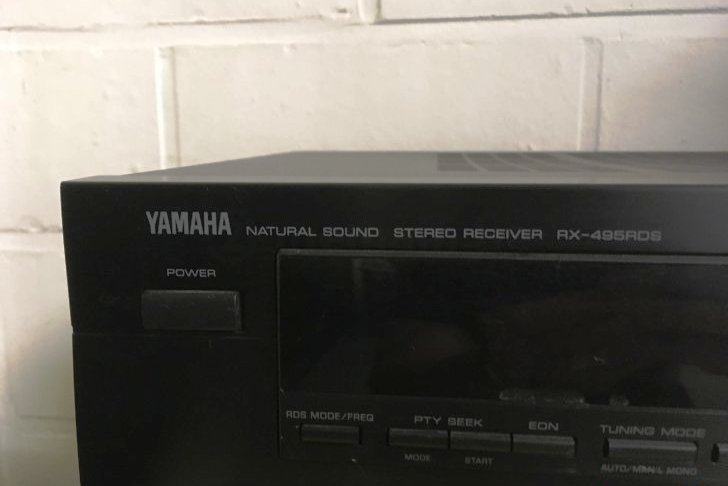 YAMAHA NATURAL SOUND STEREO RECEIVER RX-495RDS
POWER
RDS MODE/FREQ PTY SEEK EON TUNING MODE
MODE START AUTO/MAN'L MONO